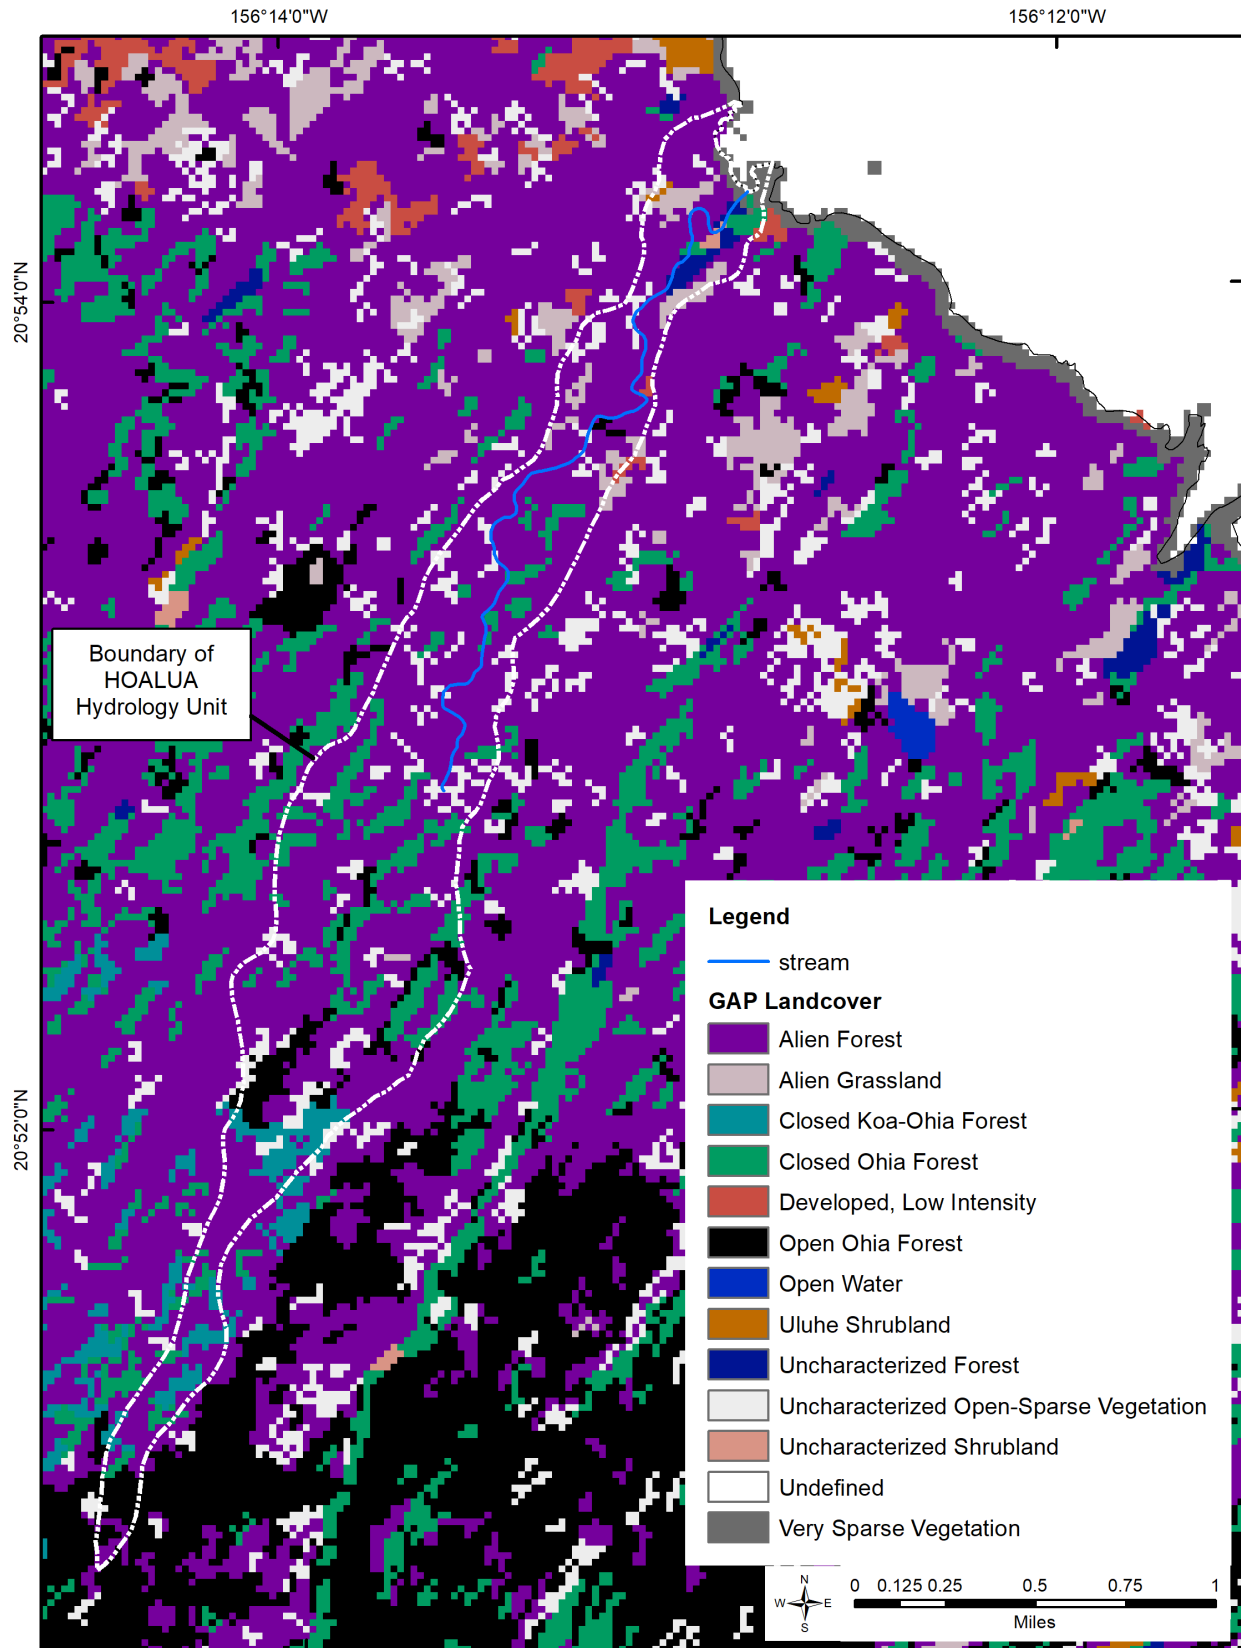 156°14'0"W
156°12'0"W
20°54'0"N
Boundary of
HOALUA
Hydrology Unit
20°52'0"N
Legend
stream
GAP Landcover
Alien Forest
Alien Grassland
Closed Koa-Ohia Forest
Closed Ohia Forest
Developed, Low Intensity
Open Ohia Forest
Open Water
Uluhe Shrubland
Uncharacterized Forest
Uncharacterized Open-Sparse Vegetation
Uncharacterized Shrubland
Undefined
Very Sparse Vegetation
N
W E
S
0 0.125 0.25 0.5 0.75 1
Miles